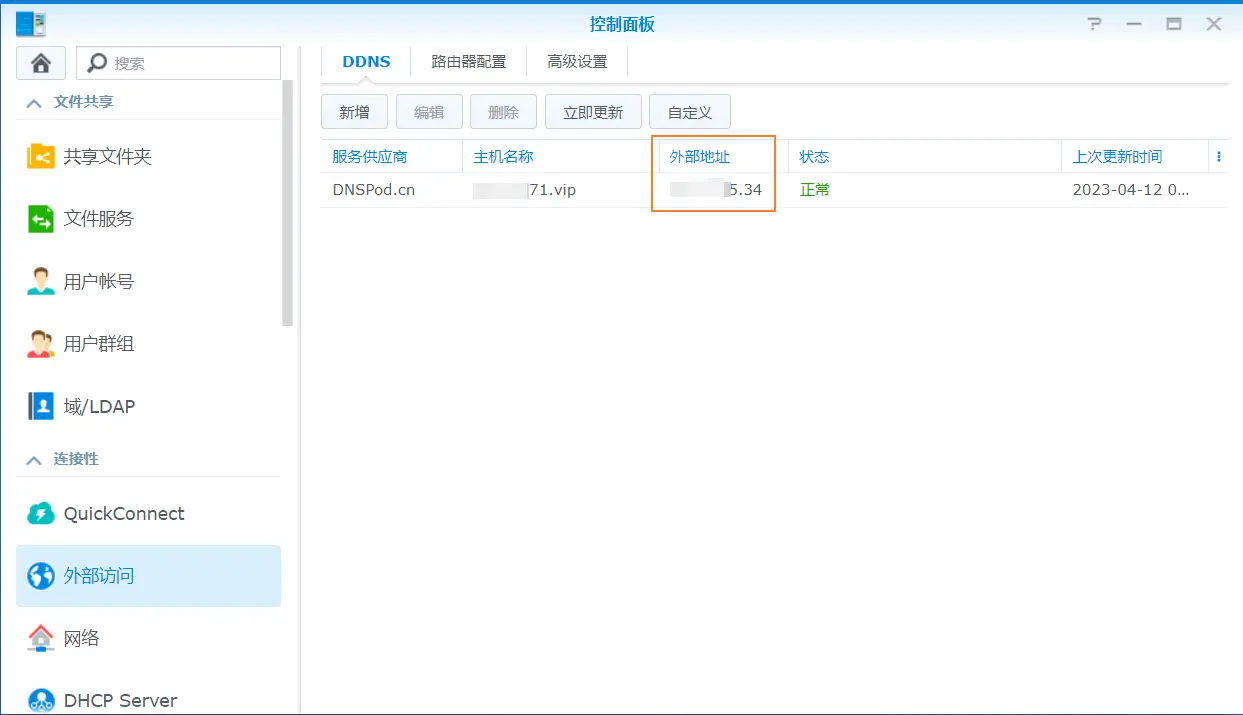 控制面板
搜索
文件共享
共享文件夹
文件服务
用户帐号
用户群组
域/LDAP
连接性
QuickConnect
外部访问
网络
DHCP Server
DDNS 路由器配置 高级设置
新增 编辑 删除 立即更新 自定义
服务供应商 主机名称 外部地址 状态 上次更新时间
DNSPod.cn 71.vip 5.34 正常 2023-04-12 0...